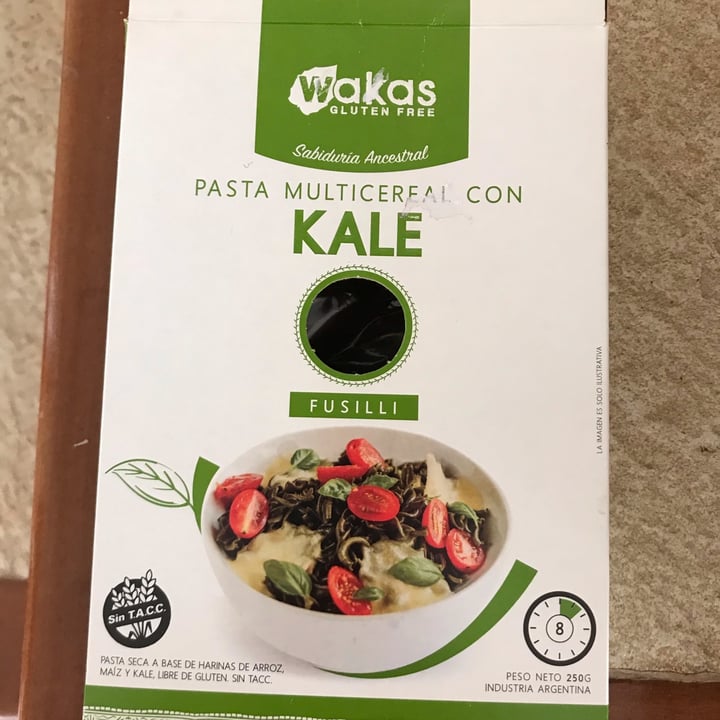 wakas
GLUTEN FREE
Sabiduría Ancestral
PASTA MULTICEREAL CON
KALE
FUSILLI
LA IMAGEN ES SOLO ILUSTRATIVA
Sin T.A.C.C.
8
PASTA SECA A BASE DE HARINAS DE ARROZ,
MAÍZ Y KALE, LIBRE DE GLUTEN. SIN TACC.
PESO NETO 250G
INDUSTRIA ARGENTINA